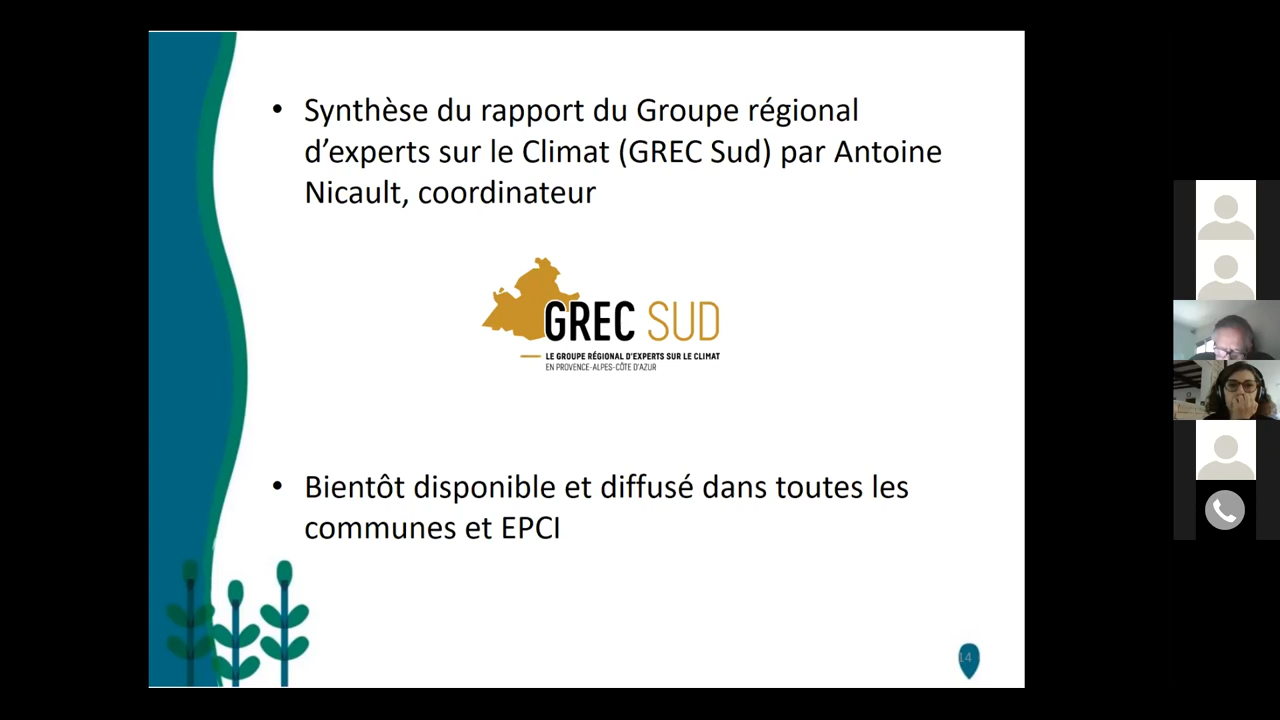 • Synthèse du rapport du Groupe régional
d’experts sur le Climat (GREC Sud) par Antoine
Nicault, coordinateur
GREC SUD
LE GROUPE RÉGIONAL D'EXPERTS SUR LE CLIMAT
EN PROVENCE-ALPES-CÔTE D'AZUR
• Bientôt disponible et diffusé dans toutes les
communes et EPCI
14